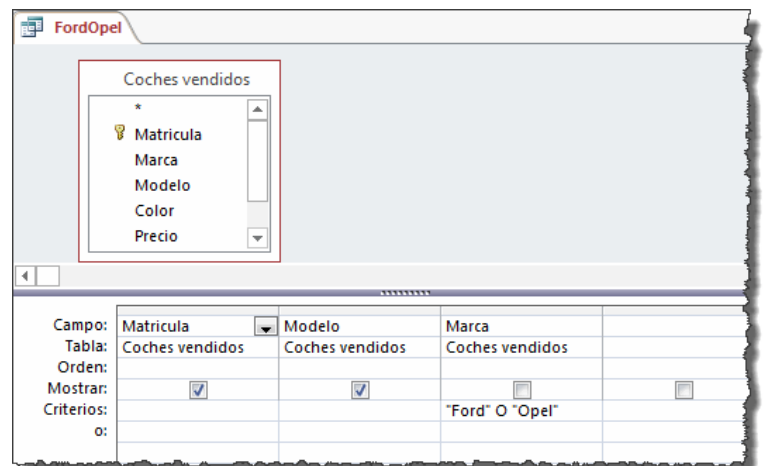 FordOpel
Coches vendidos
*
Matricula
Marca
Modelo
Color
Precio
Campo: Matricula Modelo Marca
Tabla: Coches vendidos Coches vendidos Coches vendidos
Orden:
Mostrar:
Criterios: "Ford" O "Opel"
o: